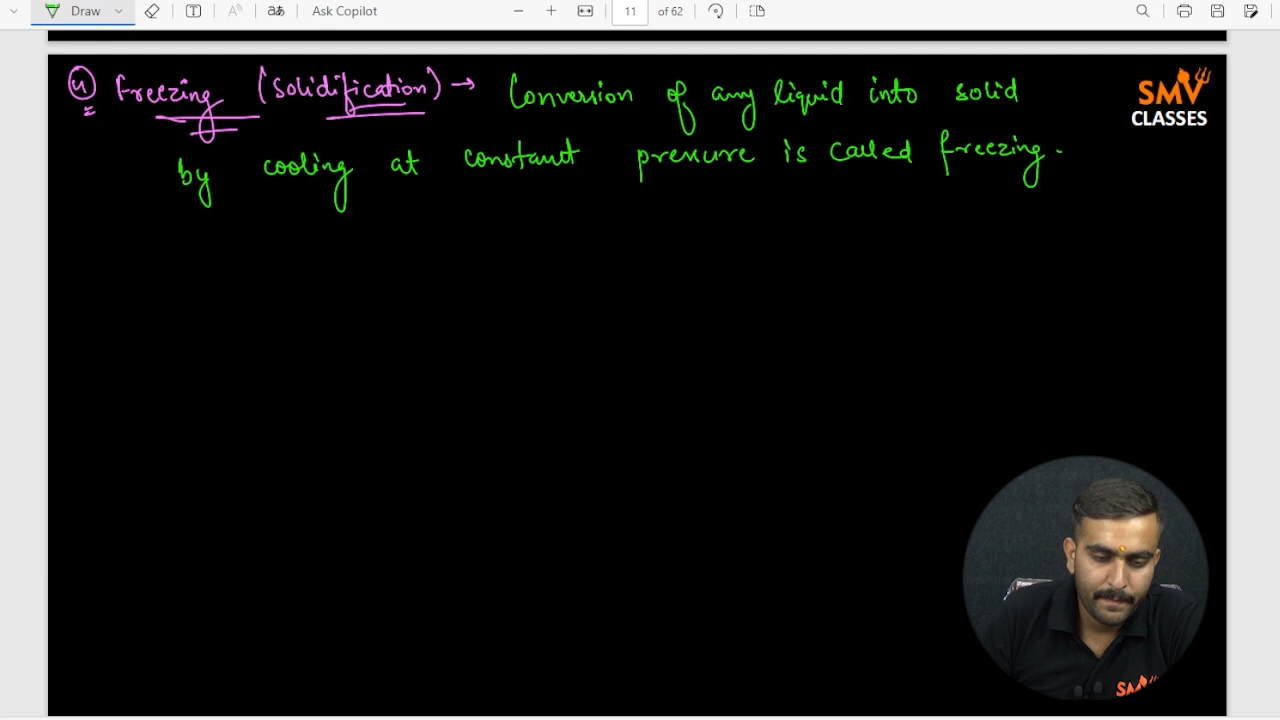 Draw
Ask Copilot
11 of 62
④ Freezing (Solidification) → Conversion of any liquid into solid
by cooling at constant pressure is called freezing.
SMV
CLASSES
SMV